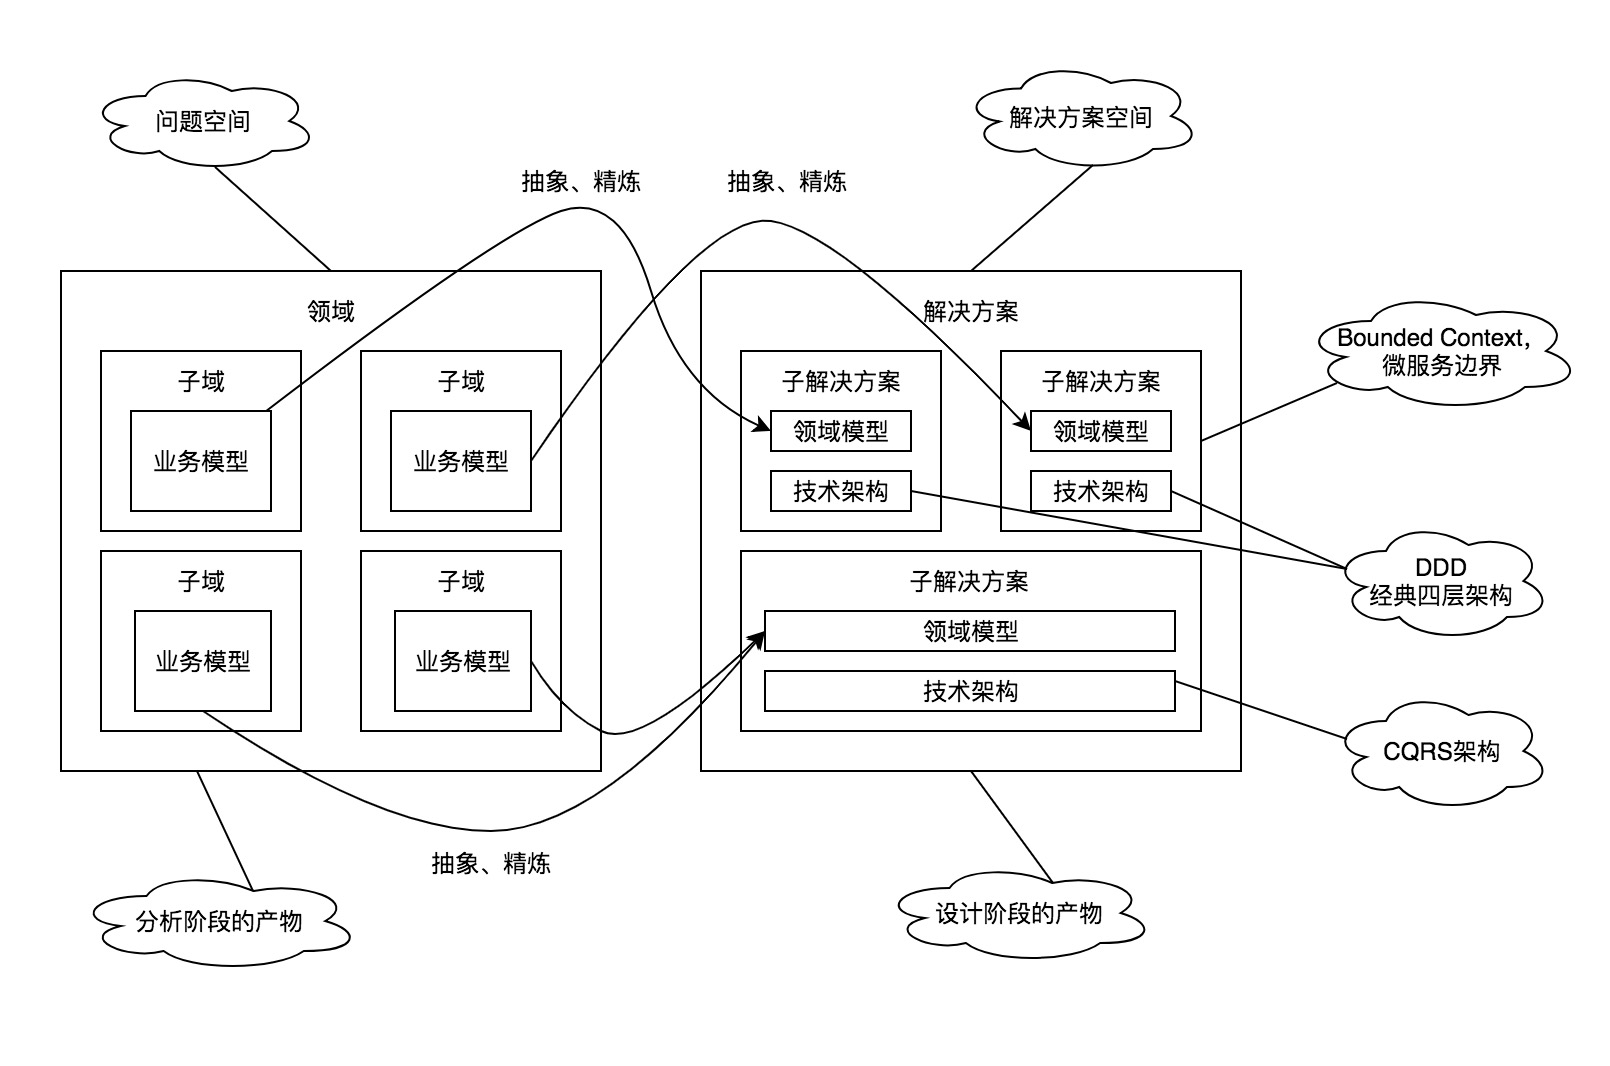 问题空间
解决方案空间
抽象、精炼
抽象、精炼
领域
子域
业务模型
子域
业务模型
子域
业务模型
子域
业务模型
解决方案
子解决方案
领域模型
技术架构
子解决方案
领域模型
技术架构
子解决方案
领域模型
技术架构
Bounded Context，
微服务边界
DDD
经典四层架构
CQRS架构
抽象、精炼
分析阶段的产物
设计阶段的产物